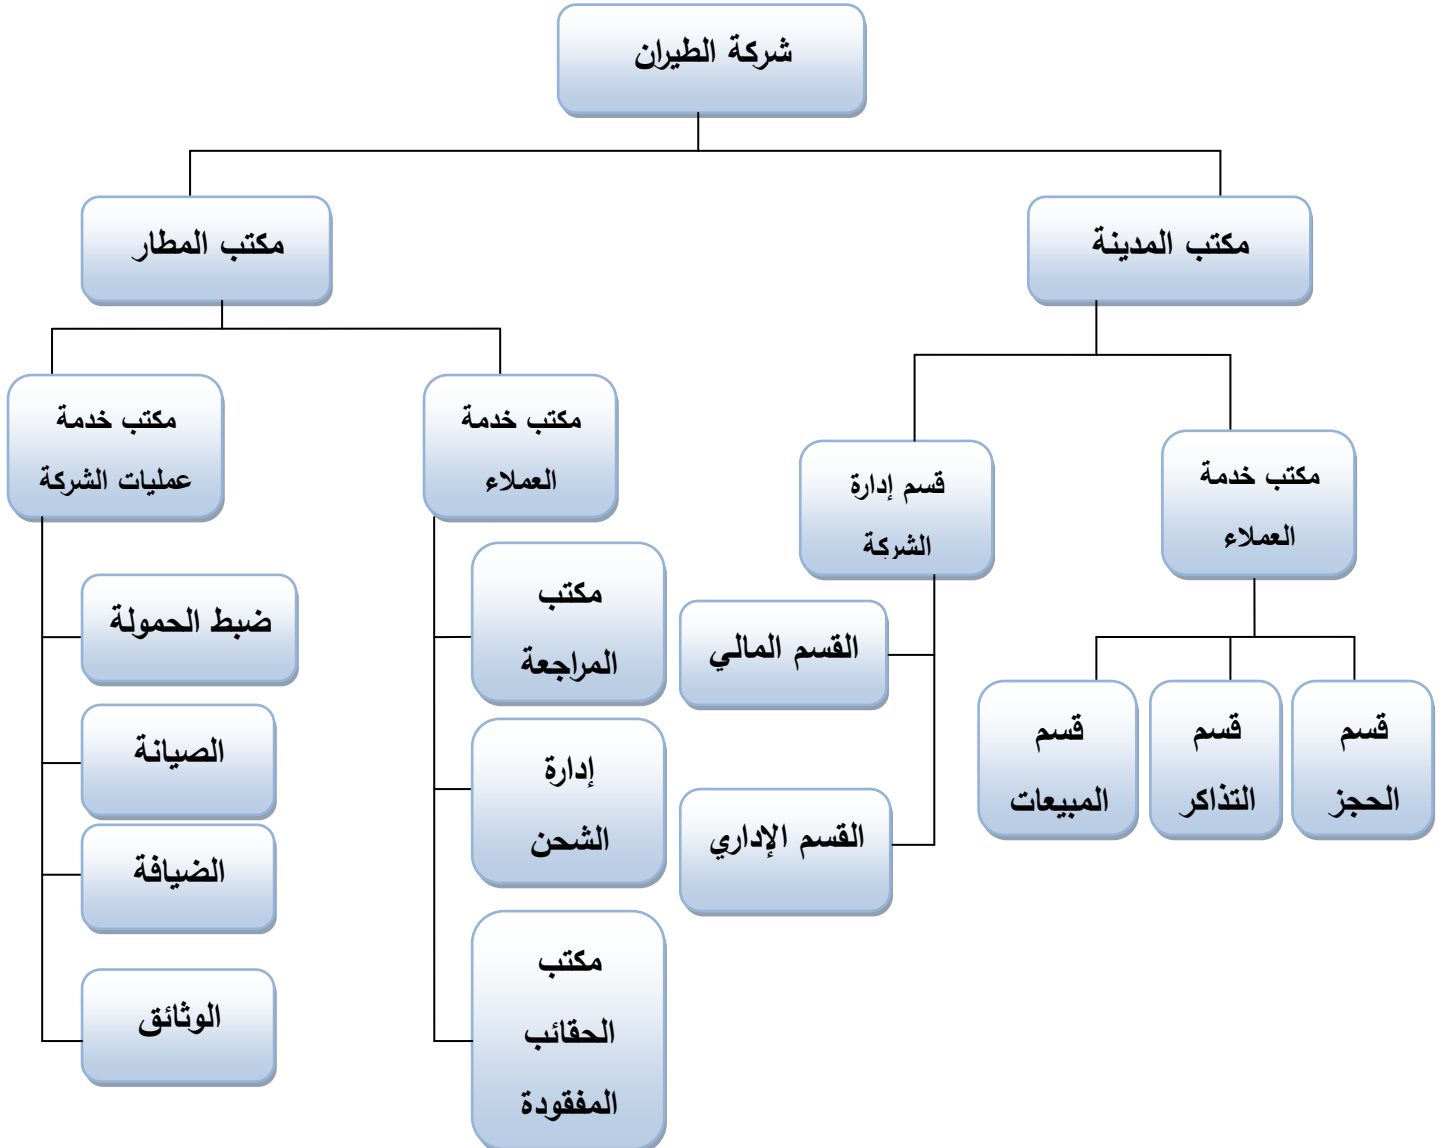 شركة الطيران
مكتب المدينة
مكتب المطار
مكتب خدمة
العملاء
قسم إدارة
الشركة
مكتب خدمة
العملاء
مكتب خدمة
عمليات الشركة
قسم
الحجز
قسم
التذاكر
قسم
المبيعات
القسم المالي
القسم الإداري
مكتب
المراجعة
إدارة
الشحن
مكتب
الحقائب
المفقودة
ضبط الحمولة
الصيانة
الضيافة
الوثائق